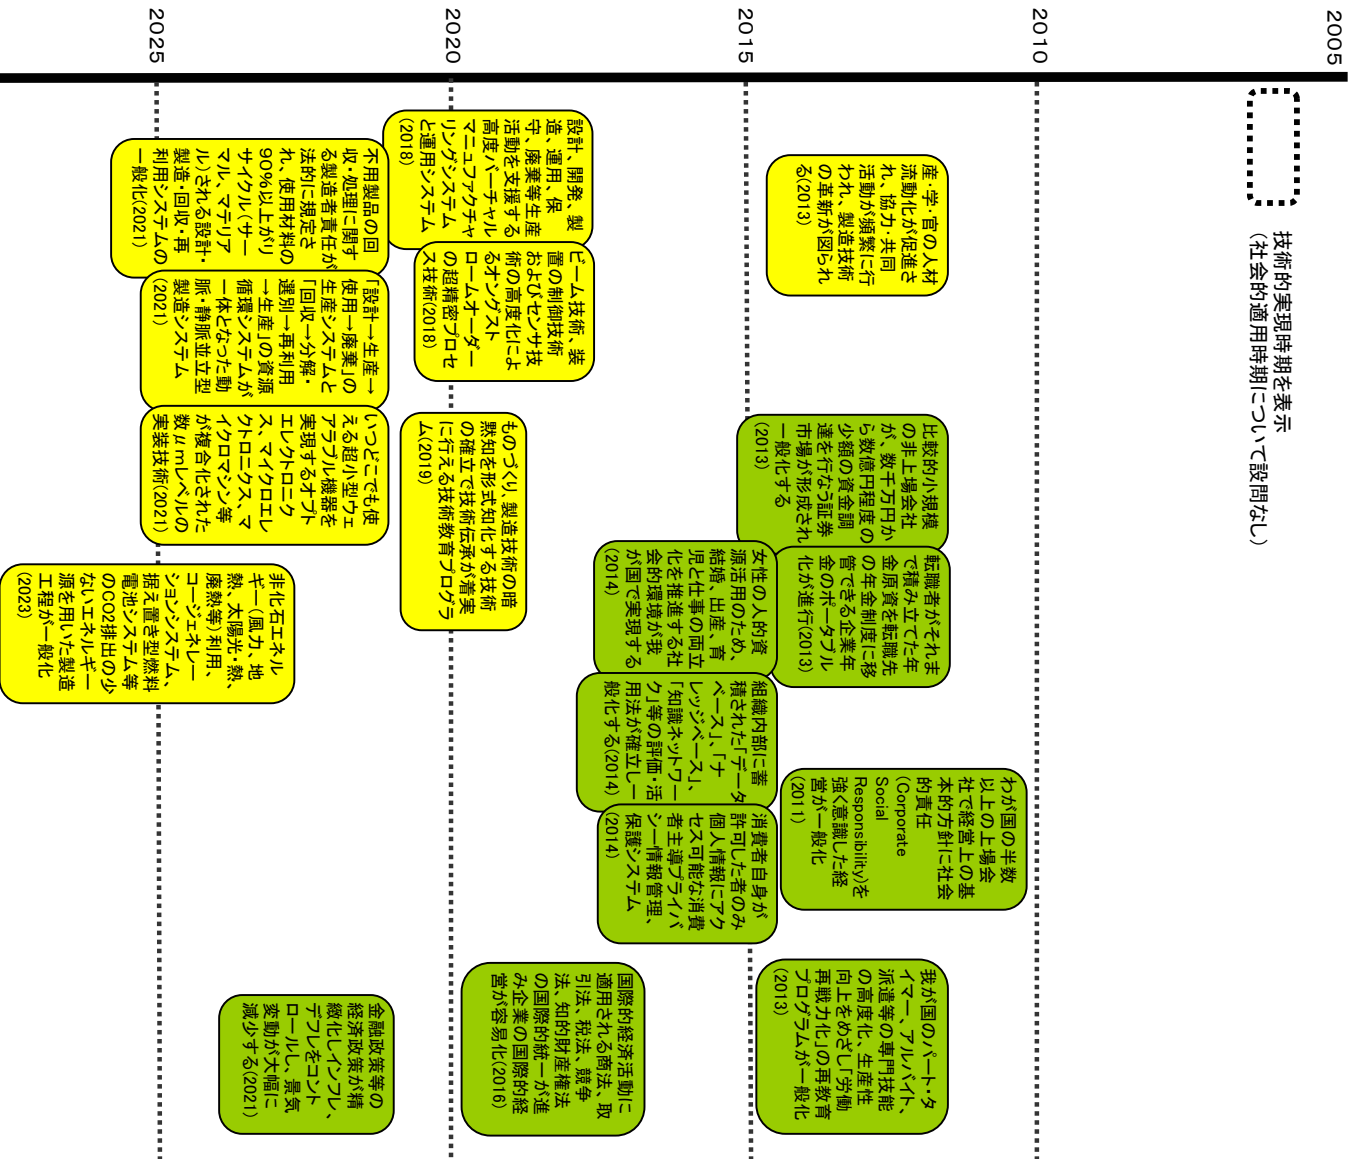 2005
2010
2015
2020
2025
技術的実現時期を表示
（社会的適用時期について設問なし）
産・学・官の人材
流動化が促進さ
れ、協力・共同
活動が頻繁に行
われ、製造技術
の革新が図られ
る(2013)
比較的小規模
の非上場会社
が、数千万円か
ら数億円程度の
少額の資金調
達を行なう証券
市場が形成され
一般化する
(2013)
転職者がそれま
で積み立てた年
金原資を転職先
の年金制度に移
管できる企業年
金のポータブル
化が進行(2013)
わが国の半数
以上の上場会
社で経営上の基
本的方針に社会
的責任
(Corporate
Social
Responsibility)を
強く意識した経
営が一般化
(2011)
我が国のパート・タ
イマー、アルバイト、
派遣等の専門技能
の高度化、生産性
向上をめざし「労働
再戦力化」の再教育
プログラムが一般化
(2013)
設計、開発、製
造、運用、保
守、廃棄等生産
活動を支援する
高度バーチャル
マニュファクチャ
リングシステム
と運用システム
(2018)
ビーム技術、装
置の制御技術
およびセンサ技
術の高度化によ
るオングスト
ロームオーダー
の超精密プロセ
ス技術(2018)
ものづくり、製造技術の暗
黙知を形式知化する技術
の確立で技術伝承が着実
に行える技術教育プログラ
ム(2019)
女性の人的資
源活用のため、
結婚、出産、育
児と仕事の両立
化を推進する社
会的環境が我
が国で実現する
(2014)
組織内部に蓄
積された「データ
ベース」、「ナ
レッジベース」、
「知識ネットワー
ク」等の評価・活
用法が確立し一
般化する(2014)
消費者自身が
許可した者のみ
個人情報にアク
セス可能な消費
者主導プライバ
シー情報管理、
保護システム
(2014)
国際的経済活動に
適用される商法、取
引法、税法、競争
法、知的財産権法
の国際的統一が進
み企業の国際的経
営が容易化(2016)
不用製品の回
収・処理に関す
る製造者責任が
法的に規定さ
れ、使用材料の
90%以上がリ
サイクル（サー
マル、マテリア
ル）される設計・
製造・回収・再
利用システムの
一般化(2021)
「設計→生産→
使用→廃棄」の
生産システムと
「回収→分解・
選別→再利用
→生産」の資源
循環システムが
一体となった動
脈・静脈並立型
製造システム
(2021)
いつどこでも使
える超小型ウェ
アラブル機器を
実現するオプト
エレクトロニク
ス、マイクロエレ
クトロニクス、マ
イクロマシン等
が複合化された
数μmレベルの
実装技術(2021)
非化石エネル
ギー（風力、地
熱、太陽光・熱、
廃熱等）利用、
コージェネレー
ションシステム、
据え置き型燃料
電池システム等
のCO2排出の少
ないエネルギー
源を用いた製造
工程が一般化
(2023)
金融政策等の
経済政策が精
緻化しインフレ、
デフレをコント
ロールし、景気
変動が大幅に
減少する(2021)